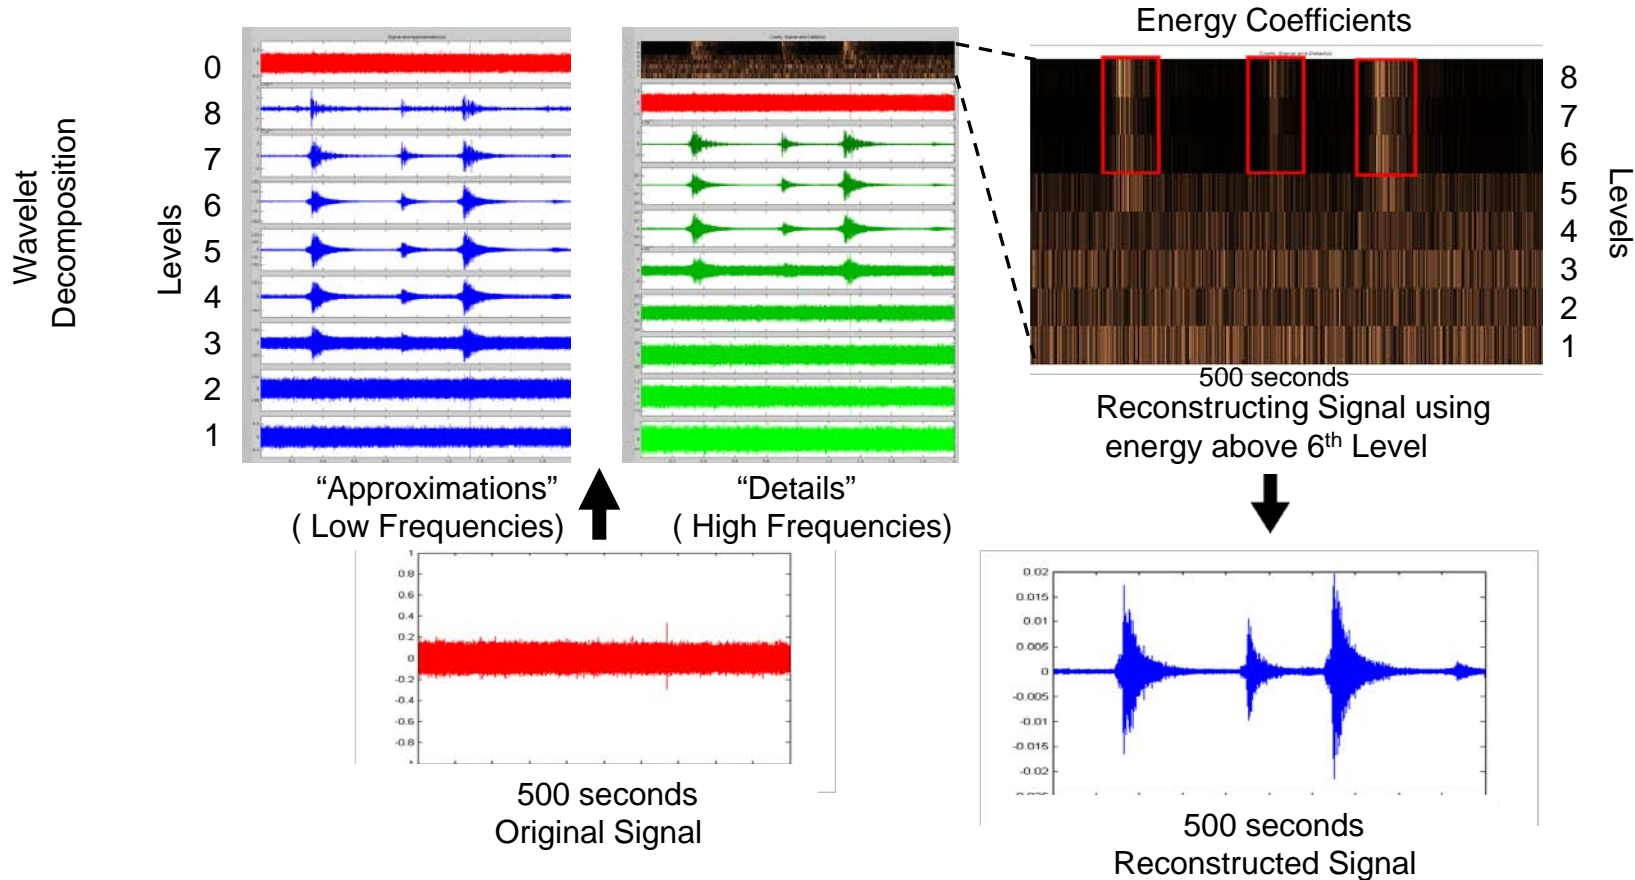 Energy Coefficients
Wavelet
Decomposition
Levels
0
8
7
6
5
4
3
2
1
8
7
6
5
4
3
2
1
Levels
500 seconds
Reconstructing Signal using
energy above 6th Level
"Approximations"
( Low Frequencies)
"Details"
( High Frequencies)
1
0.8
0.6
0.4
0.2
0
-0.2
-0.4
-0.6
-0.8
500 seconds
Original Signal
0.02
0.015
0.01
0.005
0
-0.005
-0.01
-0.015
-0.02
500 seconds
Reconstructed Signal